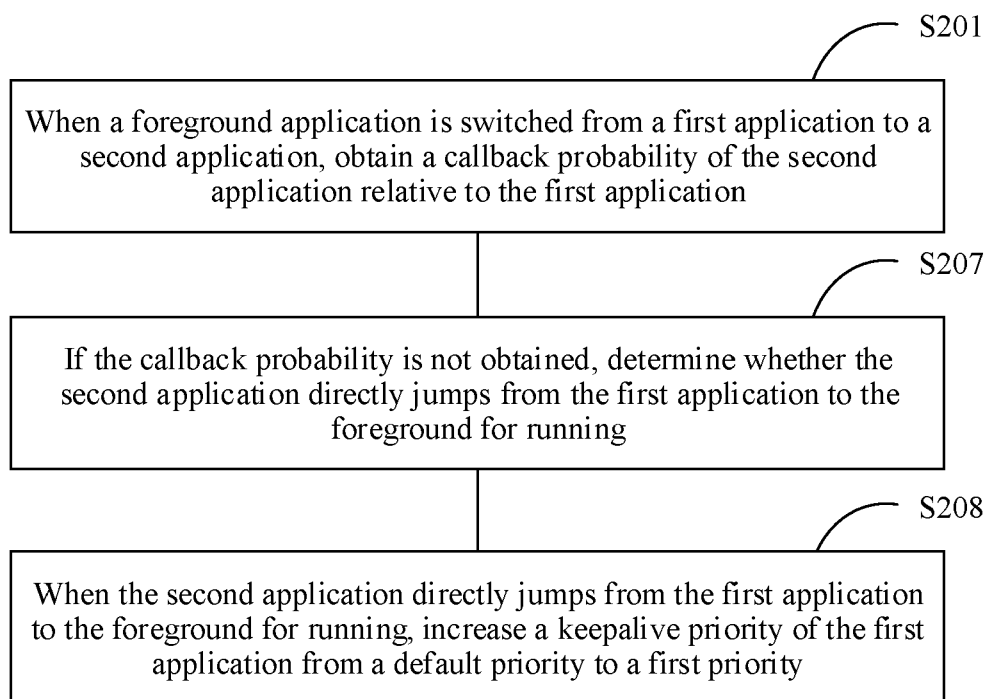 S201
When a foreground application is switched from a first application to a
second application, obtain a callback probability of the second
application relative to the first application
S207
If the callback probability is not obtained, determine whether the
second application directly jumps from the first application to the
foreground for running
S208
When the second application directly jumps from the first application
to the foreground for running, increase a keepalive priority of the first
application from a default priority to a first priority